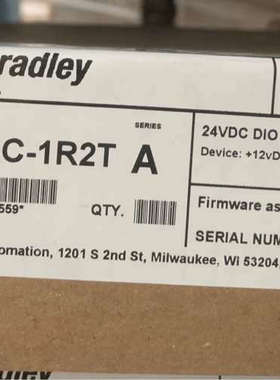 radley
SERIES
C-1R2T A
24VDC DIO
Device: +12vD
559*
QTY.
Firmware as
SERIAL NUM
omation, 1201 S 2nd St, Milwaukee, Wi 53204